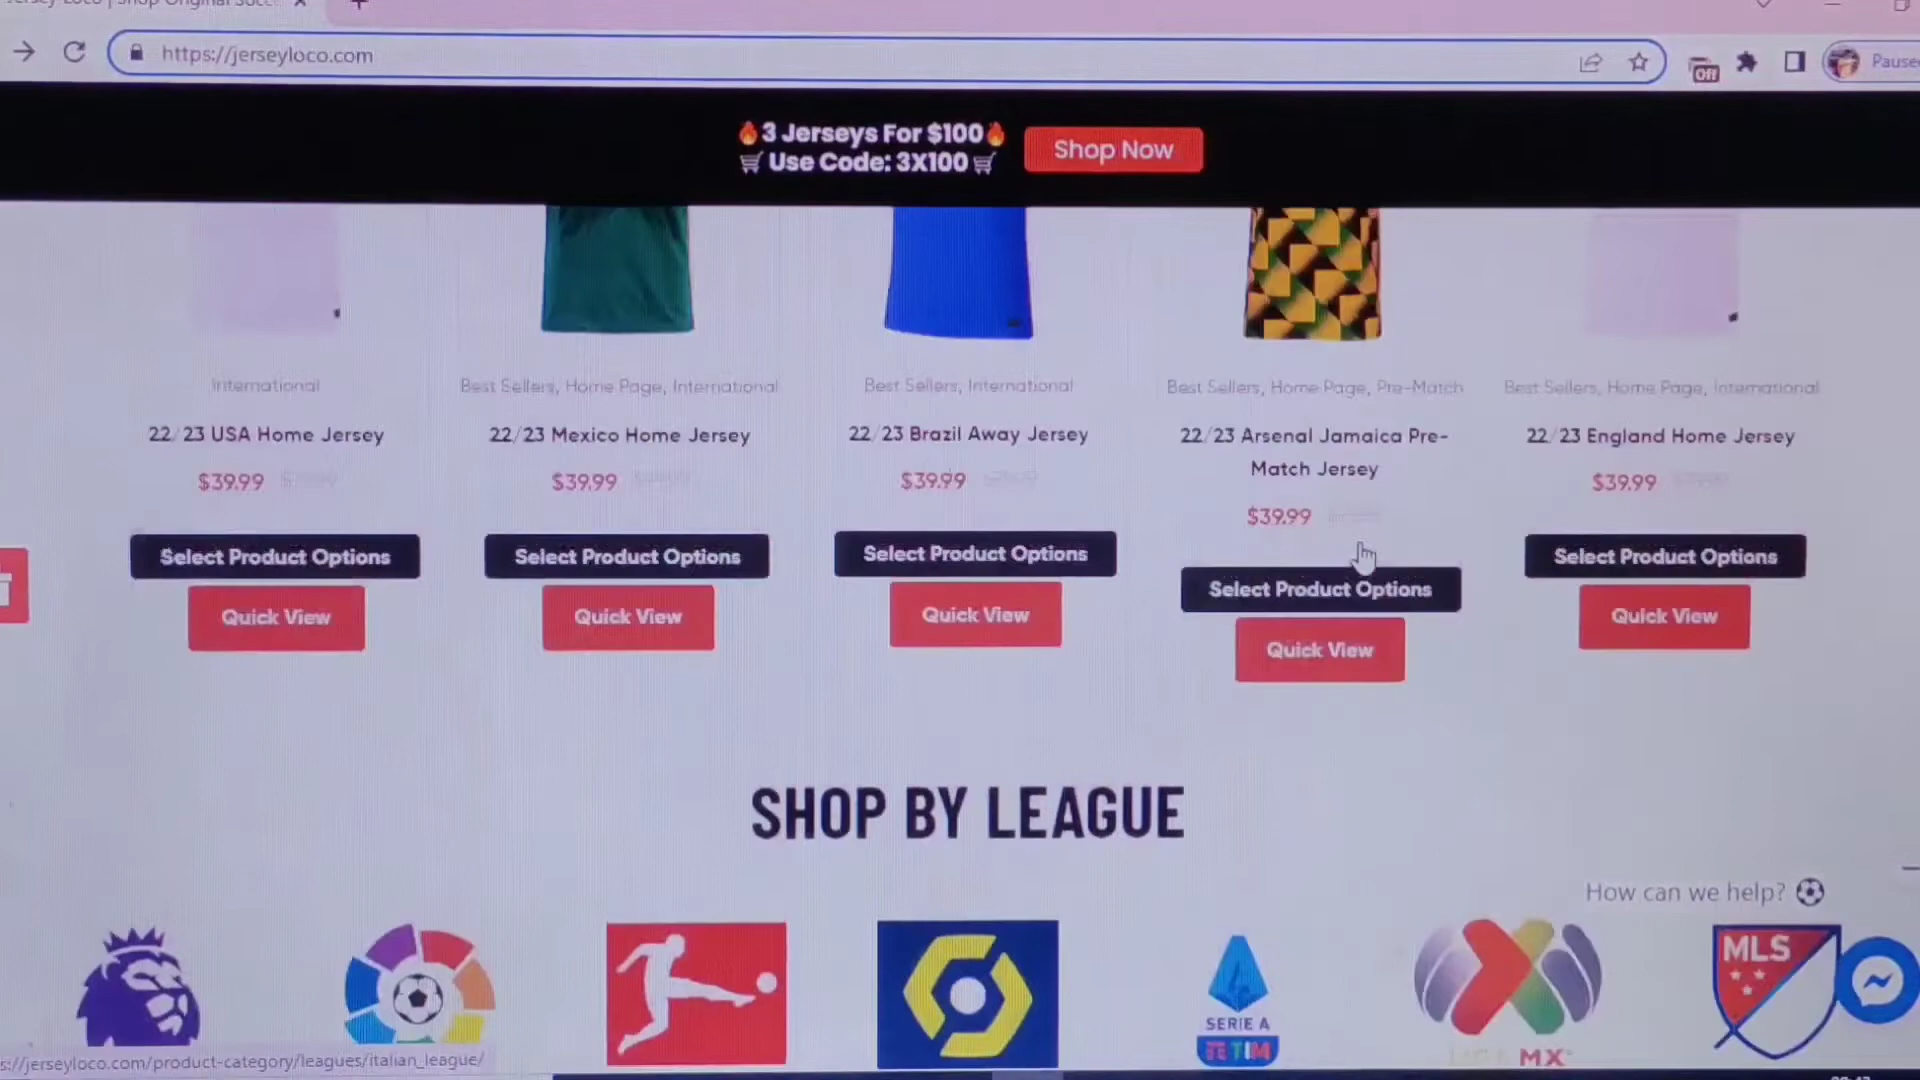 https://jerseyloco.com
Off
Pause
🔥3 Jerseys For $100🔥
🛒 Use Code: 3X100 🛒
Shop Now
International
Best Sellers, Home Page, International
Best Sellers, International
Best Sellers, Home Page, Pre-Match
Best Sellers, Home Page, International
22/23 USA Home Jersey
22/23 Mexico Home Jersey
22/23 Brazil Away Jersey
22/23 Arsenal Jamaica Pre-
Match Jersey
22/23 England Home Jersey
$39.99
$39.99
$39.99
$39.99
$39.99
Select Product Options
Select Product Options
Select Product Options
Select Product Options
Select Product Options
Quick View
Quick View
Quick View
Quick View
Quick View
SHOP BY LEAGUE
How can we help?
SERIE A
TIM
MX
MLS
s://jerseyloco.com/product-category/leagues/italian_league/